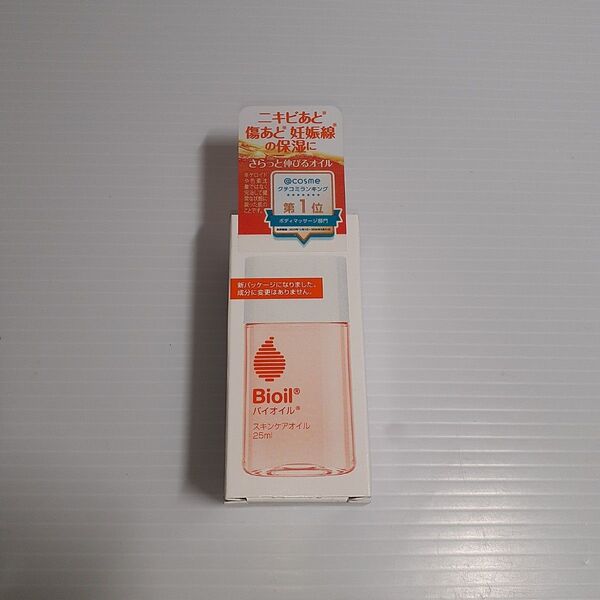 ニキビあと※
傷あと※ 妊娠線※
の保湿に
さらっと伸びるオイル
@cosme
クチコミランキング
第1位
ボディマッサージ部門
新パッケージになりました。
成分に変更はありません。
Bioil®
バイオイル®
スキンケアオイル
25ml